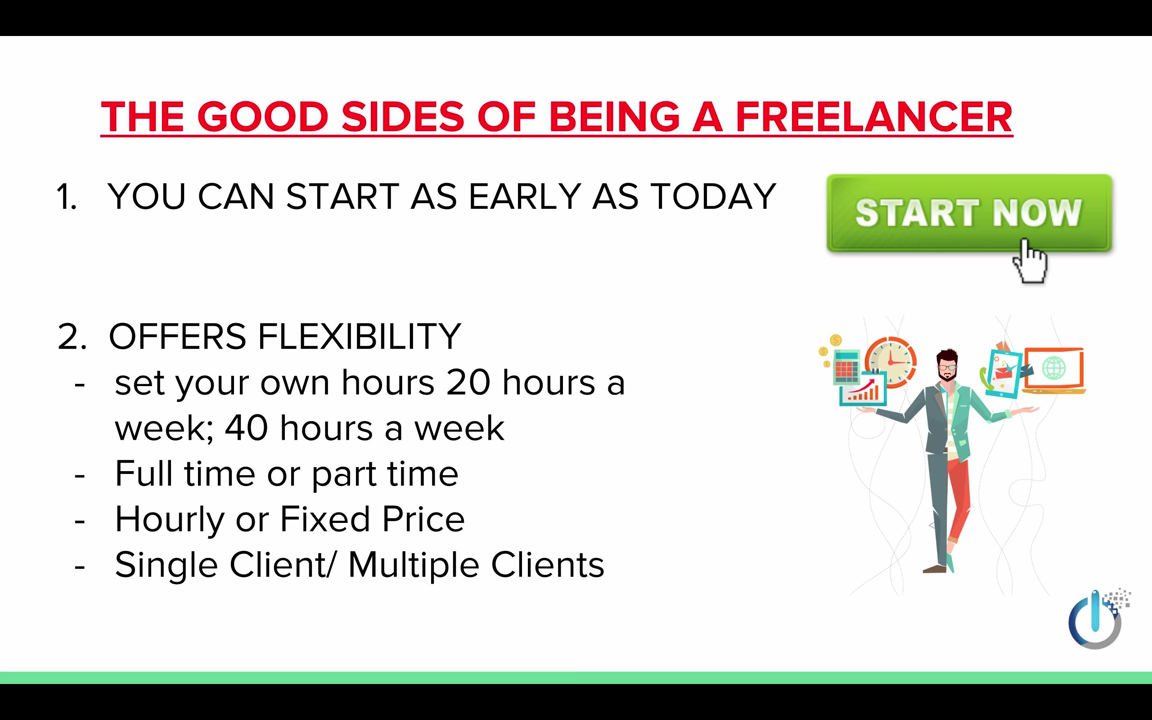 THE GOOD SIDES OF BEING A FREELANCER
1. YOU CAN START AS EARLY AS TODAY
START NOW
2. OFFERS FLEXIBILITY
- set your own hours 20 hours a
week; 40 hours a week
- Full time or part time
- Hourly or Fixed Price
- Single Client/ Multiple Clients